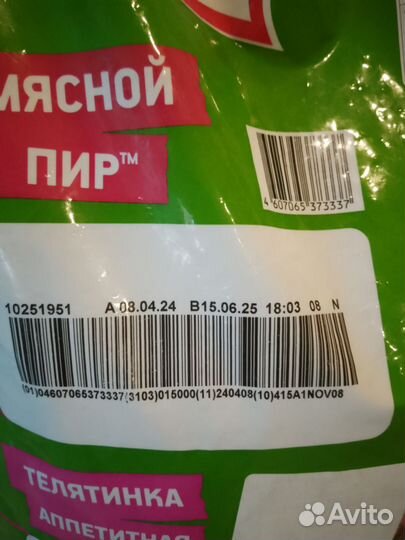 МЯСНОЙ
ПИР™
4 607065 373337
10251951 A 08.04.24 B15.06.25 18:03 08 N
(01)04607065373337(3103)015000(11)240408(10)415A1NOV08
ТЕЛЯТИНКА
АППЕТИТНАЯ
Avito